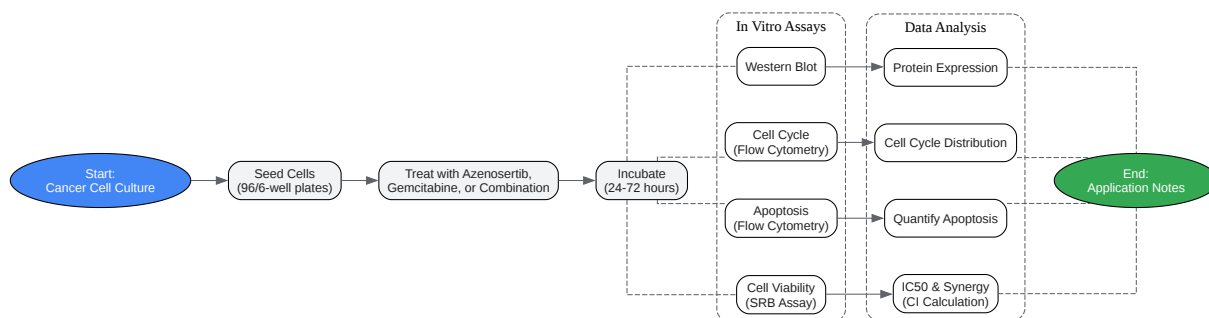 Start:
Cancer Cell Culture
Seed Cells
(96/6-well plates)
Treat with Azenosertib,
Gemcitabine, or Combination
Incubate
(24-72 hours)
In Vitro Assays
Western Blot
Cell Cycle
(Flow Cytometry)
Apoptosis
(Flow Cytometry)
Cell Viability
(SRB Assay)
Data Analysis
Protein Expression
Cell Cycle Distribution
Quantify Apoptosis
IC50 & Synergy
(CI Calculation)
End:
Application Notes